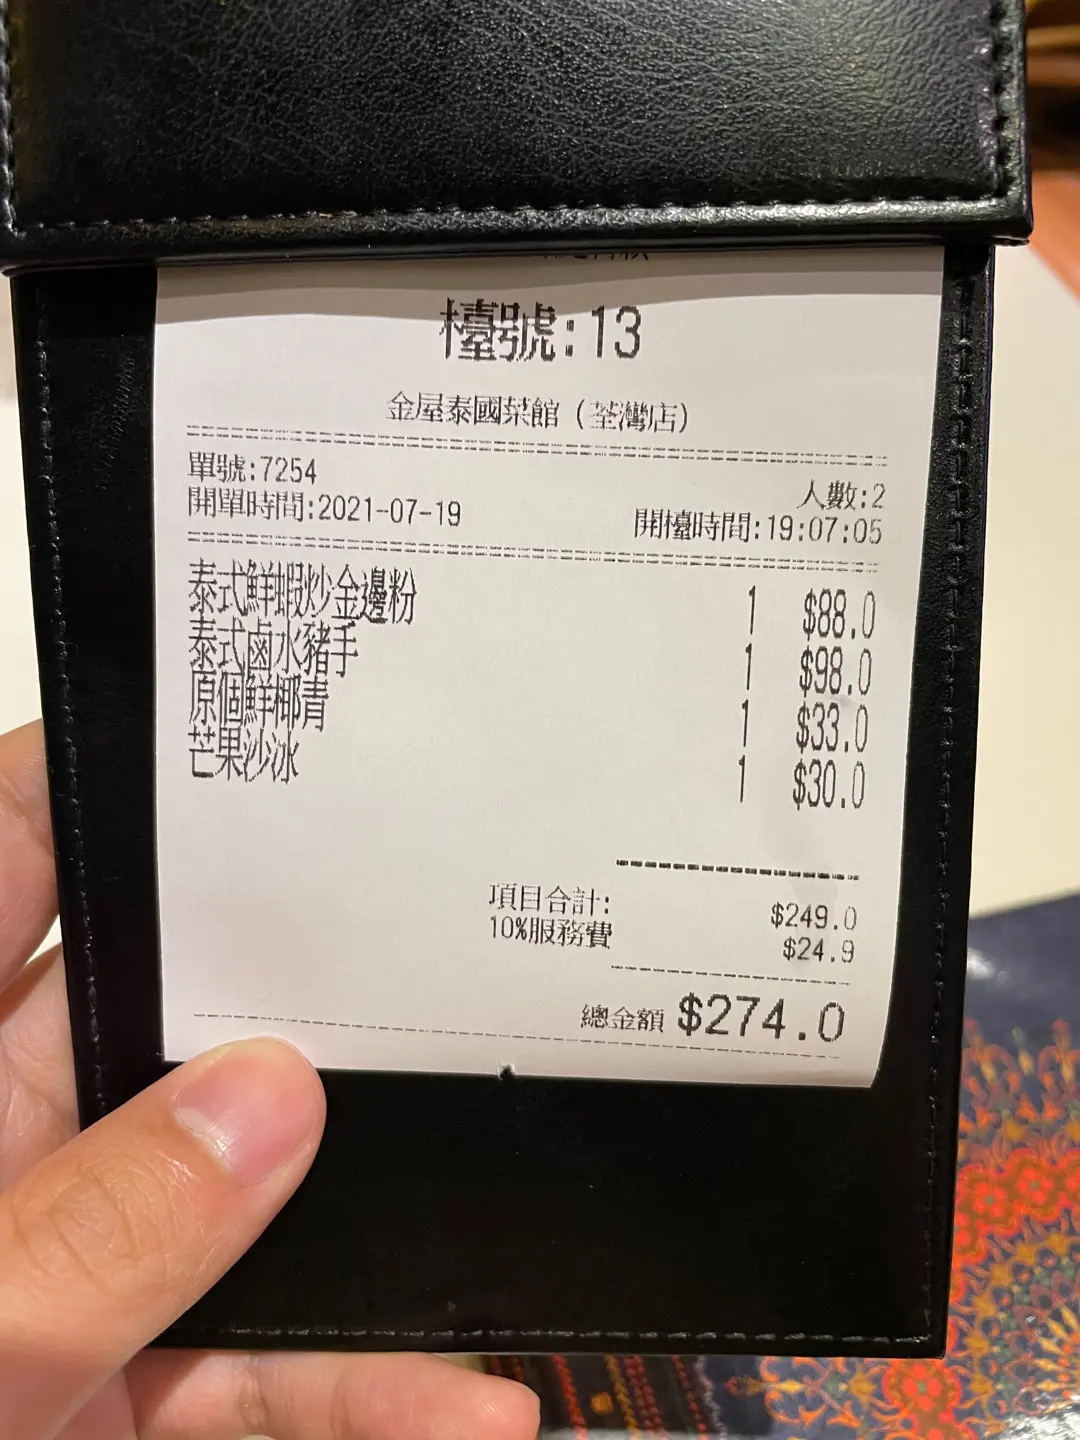 檯號:13
金屋泰國菜館（荃灣店）
單號:7254 人數:2
開單時間:2021-07-19 開檯時間:19:07:05
泰式鮮蝦炒金邊粉 1 $88.0
泰式鹵水豬手 1 $98.0
原個鮮椰青 1 $33.0
芒果沙冰 1 $30.0
項目合計: $249.0
10%服務費 $24.9
總金額 $274.0